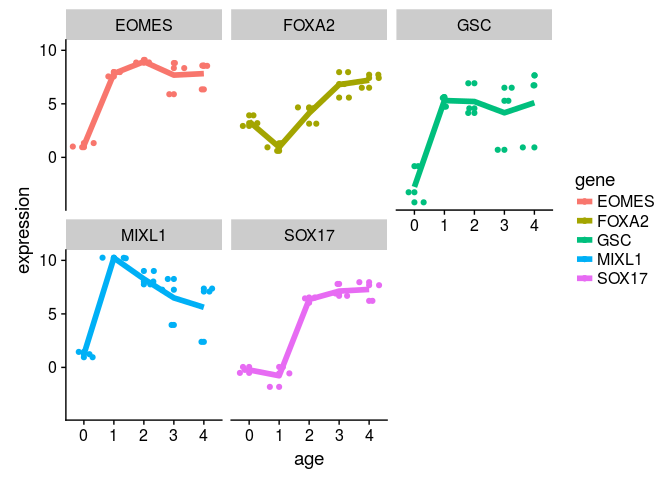 EOMES FOXA2 GSC
10
5
0
0 1 2 3 4
MIXL1 SOX17
10
5
0
0 1 2 3 4 0 1 2 3 4
age
expression
gene
EOMES
FOXA2
GSC
MIXL1
SOX17